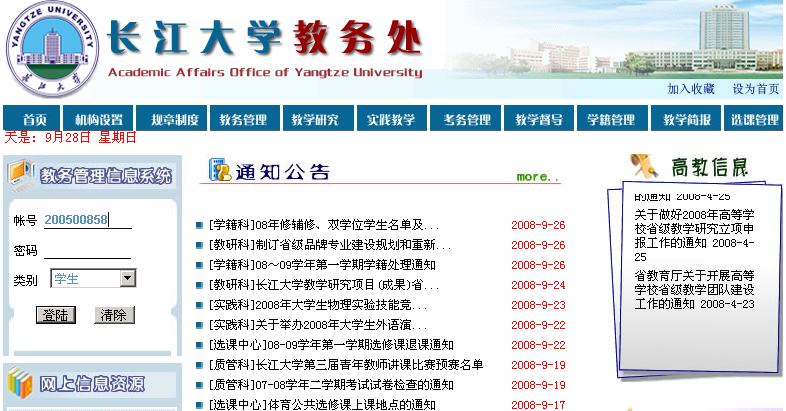 YANGTZE UNIVERSITY
长江大学
长江大学教务处
Academic Affairs Office of Yangtze University
加入收藏 设为首页
首页 机构设置 规章制度 教务管理 教学研究 实践教学 考务管理 教学督导 学籍管理 教学简报 选课管理
天是: 9月28日 星期日
教务管理信息系统
帐号 200500858
密码
类别 学生
登陆 清除
网上信息资源
通知公告
more..
[学籍科]08年修辅修、双学位学生名单及... 2008-9-26
[教研科]制订省级品牌专业建设规划和重新... 2008-9-26
[学籍科]08～09学年第一学期学籍处理通知 2008-9-26
[教研科]长江大学教学研究项目(成果)省... 2008-9-24
[实践科]2008年大学生物理实验技能竞... 2008-9-23
[实践科]关于举办2008年大学生外语演... 2008-9-22
[选课中心]08-09学年第一学期选修课退课通知 2008-9-22
[质管科]长江大学第三届青年教师讲课比赛预赛名单 2008-9-19
[质管科]07-08学年二学期考试试卷检查的通知 2008-9-19
[选课中心]体育公共选修课上课地点的通知 2008-9-17
高教信息
的通知 2008-4-25
关于做好2008年高等学
校省级教学研究立项申
报工作的通知 2008-4-
25
省教育厅关于开展高等
学校省级教学团队建设
工作的通知 2008-4-23